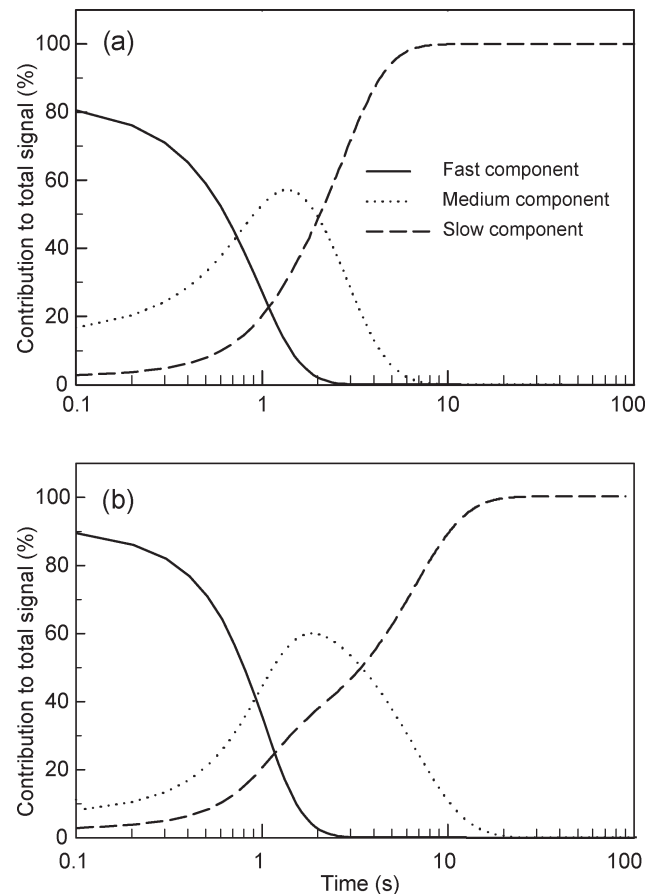 (a)
Contribution to total signal (%)
100
80
60
40
20
0
Fast component
Medium component
Slow component
0.1 1 10 100
(b)
Contribution to total signal (%)
100
80
60
40
20
0
0.1 1 10 100
Time (s)